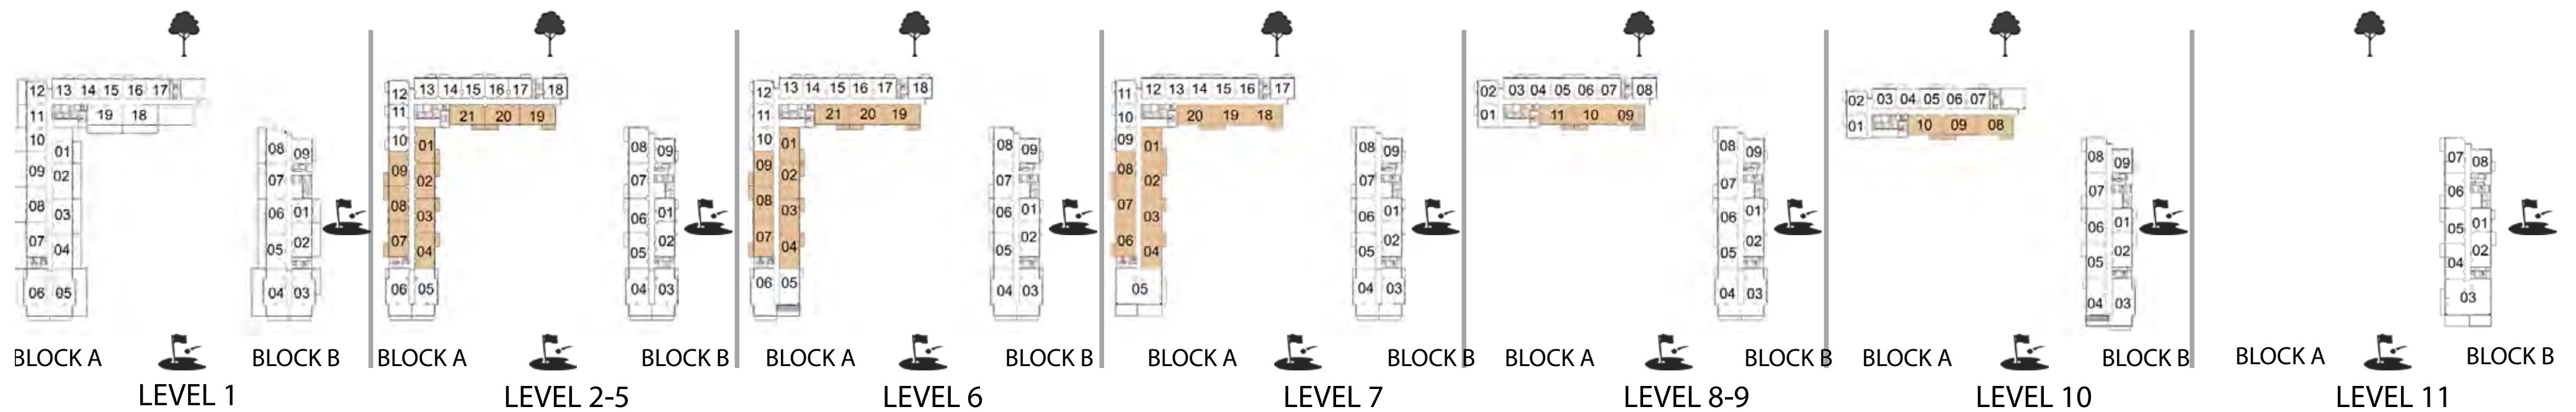 12 13 14 15 16 17
11 19 18
10 01
09 02
08 03
07 04
06 05
08 09
07
06 01
05 02
04 03
BLOCK A BLOCK B
LEVEL 1
12 13 14 15 16 17 18
11 21 20 19
10 01
09 02
08 03
07 04
06 05
08 09
07
06 01
05 02
04 03
BLOCK A BLOCK B
LEVEL 2-5
12 13 14 15 16 17 18
11 21 20 19
10 01
09 02
08 03
07 04
06 05
08 09
07
06 01
05 02
04 03
BLOCK A BLOCK B
LEVEL 6
11 12 13 14 15 16 17
10 20 19 18
09 01
08 02
07 03
06 04
05
08 09
07
06 01
05 02
04 03
BLOCK A BLOCK B
LEVEL 7
02 03 04 05 06 07 08
01 11 10 09
08 09
07
06 01
05 02
04 03
BLOCK A BLOCK B
LEVEL 8-9
02 03 04 05 06 07
01 10 09 08
08 09
07
06 01
05 02
04 03
BLOCK A BLOCK B
LEVEL 10
07 08
06
05 01
04 02
03
BLOCK A BLOCK B
LEVEL 11